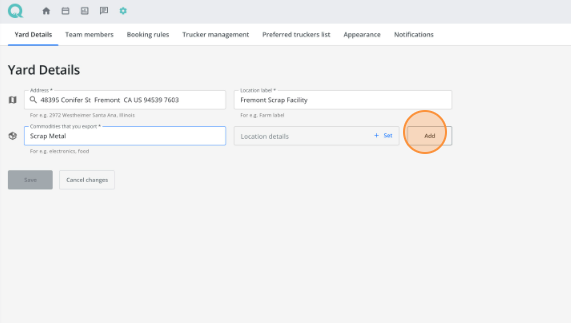 Yard Details Team members Booking rules Trucker management Preferred truckers list Appearance Notifications
Yard Details
Address * Location label *
48395 Conifer St Fremont CA US 94539 7603 Fremont Scrap Facility
For e.g. 2972 Westheimer Santa Ana, Illinois For e.g. Farm label
Commodities that you export *
Scrap Metal Location details + Set Add
For e.g. electronics, food
Save Cancel changes